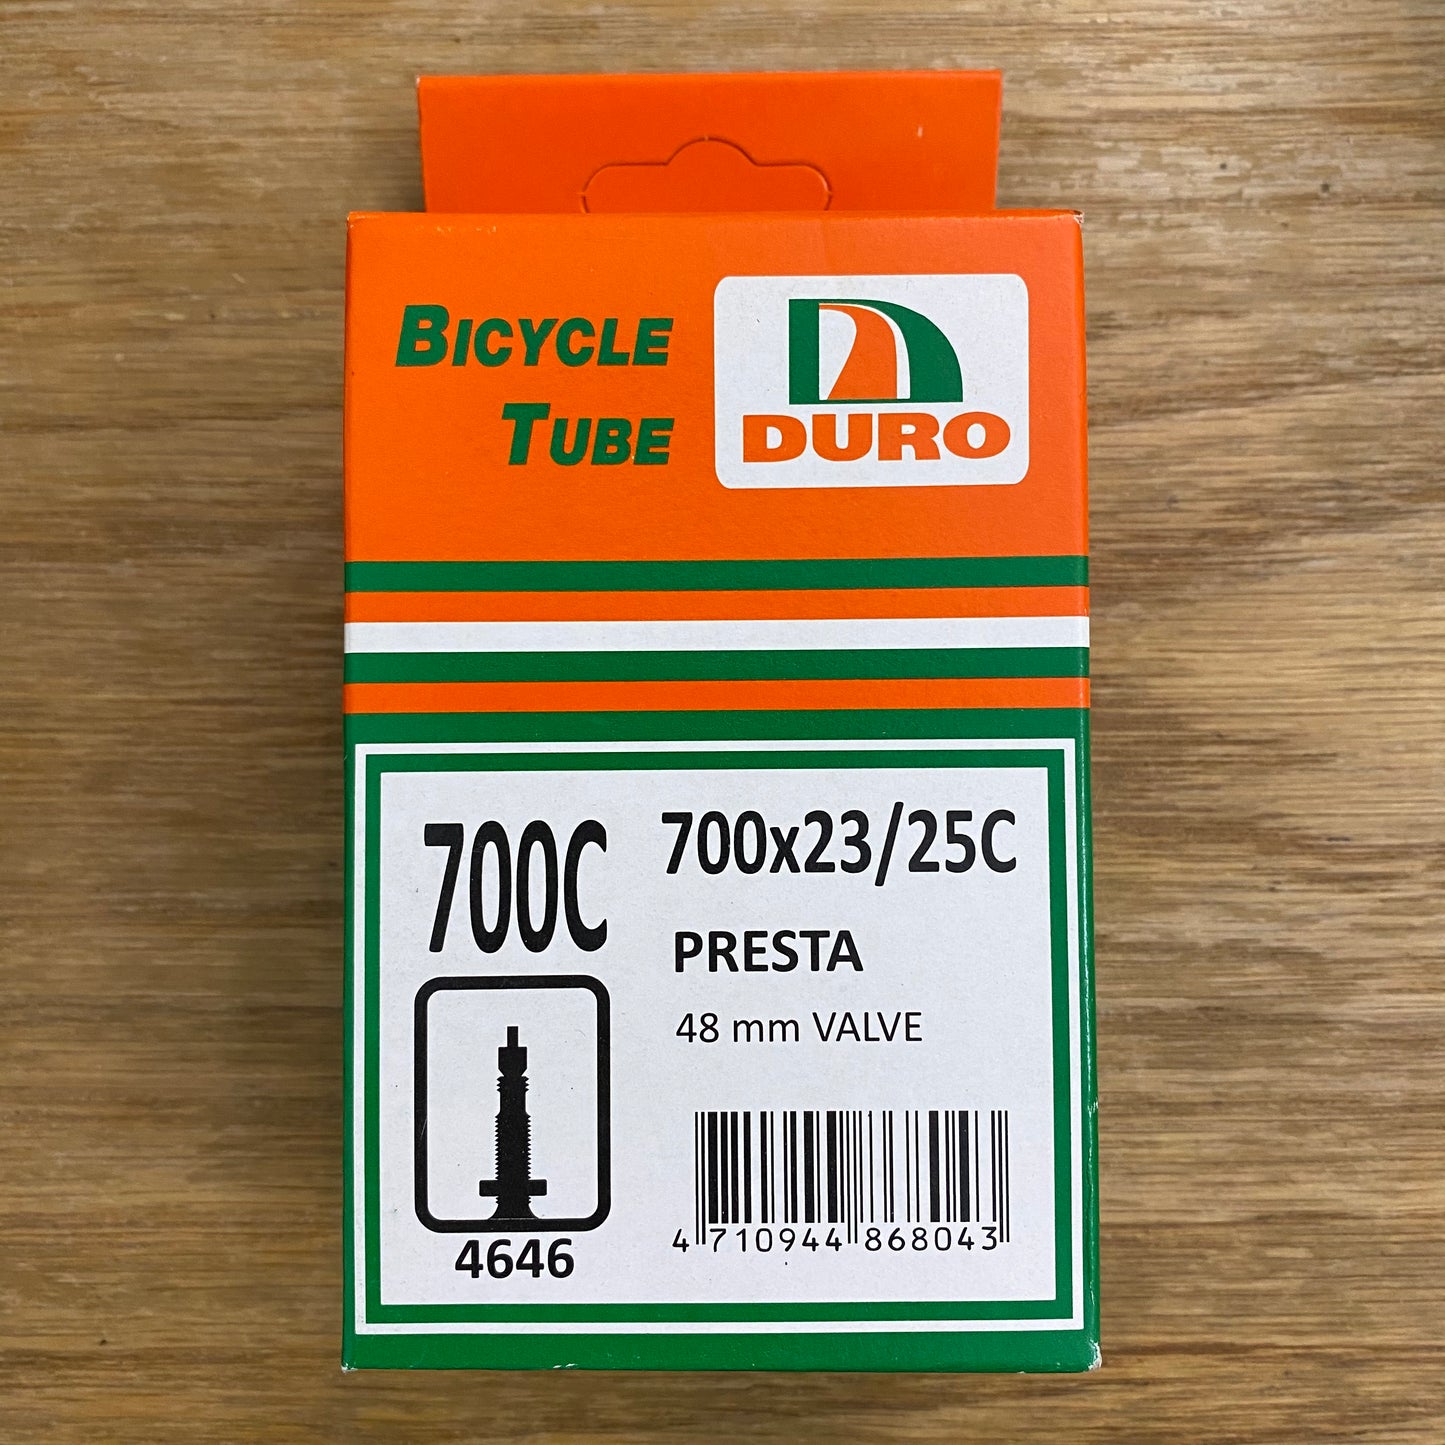 BICYCLE
TUBE
DURO
700C
700x23/25C
PRESTA
48 mm VALVE
4646
4 710944 868043